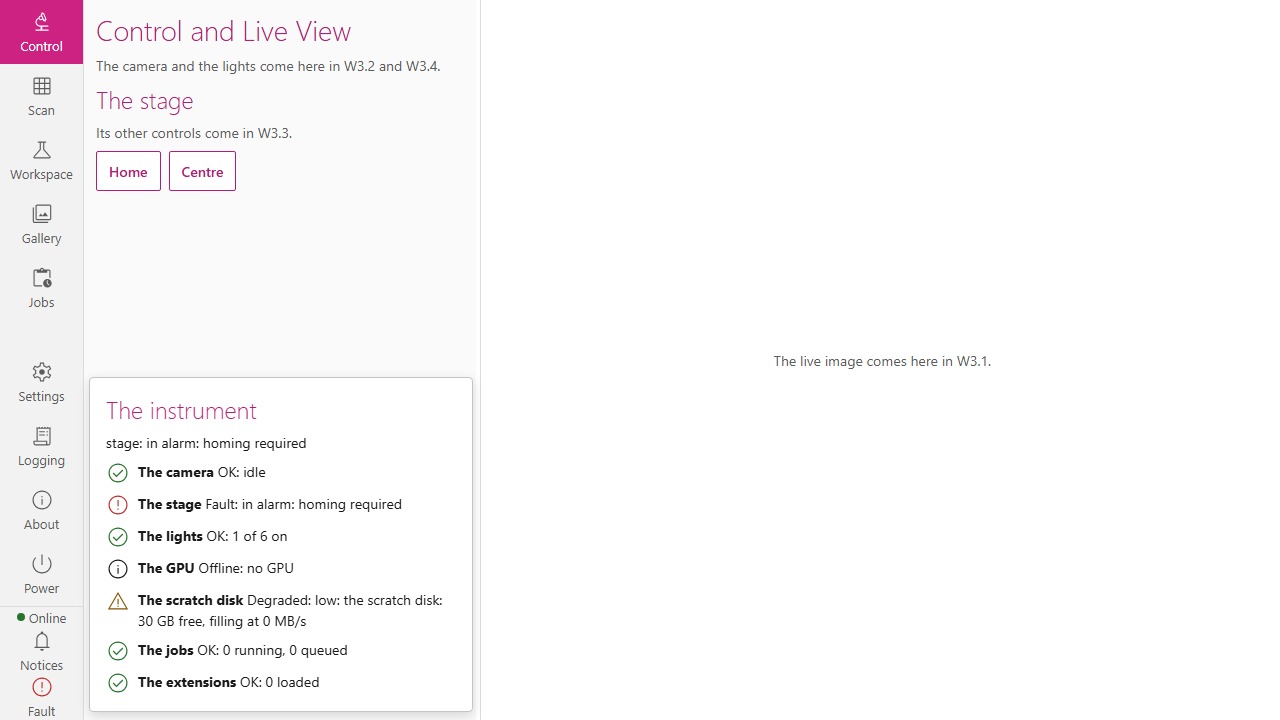 Control
Scan
Workspace
Gallery
Jobs
Settings
Logging
About
Power
Online
Notices
Fault
Control and Live View
The camera and the lights come here in W3.2 and W3.4.
The stage
Its other controls come in W3.3.
Home Centre
The instrument
stage: in alarm: homing required
The camera OK: idle
The stage Fault: in alarm: homing required
The lights OK: 1 of 6 on
The GPU Offline: no GPU
The scratch disk Degraded: low: the scratch disk:
30 GB free, filling at 0 MB/s
The jobs OK: 0 running, 0 queued
The extensions OK: 0 loaded
The live image comes here in W3.1.